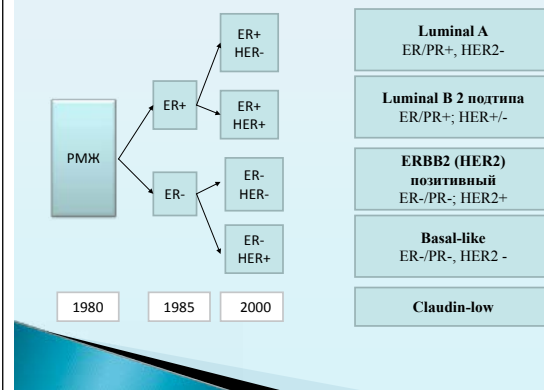 РМЖ
ER+
ER-
ER+
HER-
ER+
HER+
ER-
HER-
ER-
HER+
1980
1985
2000
Luminal A
ER/PR+, HER2-
Luminal B 2 подтипа
ER/PR+; HER+/-
ERBB2 (HER2)
позитивный
ER-/PR-; HER2+
Basal-like
ER-/PR-, HER2 -
Claudin-low